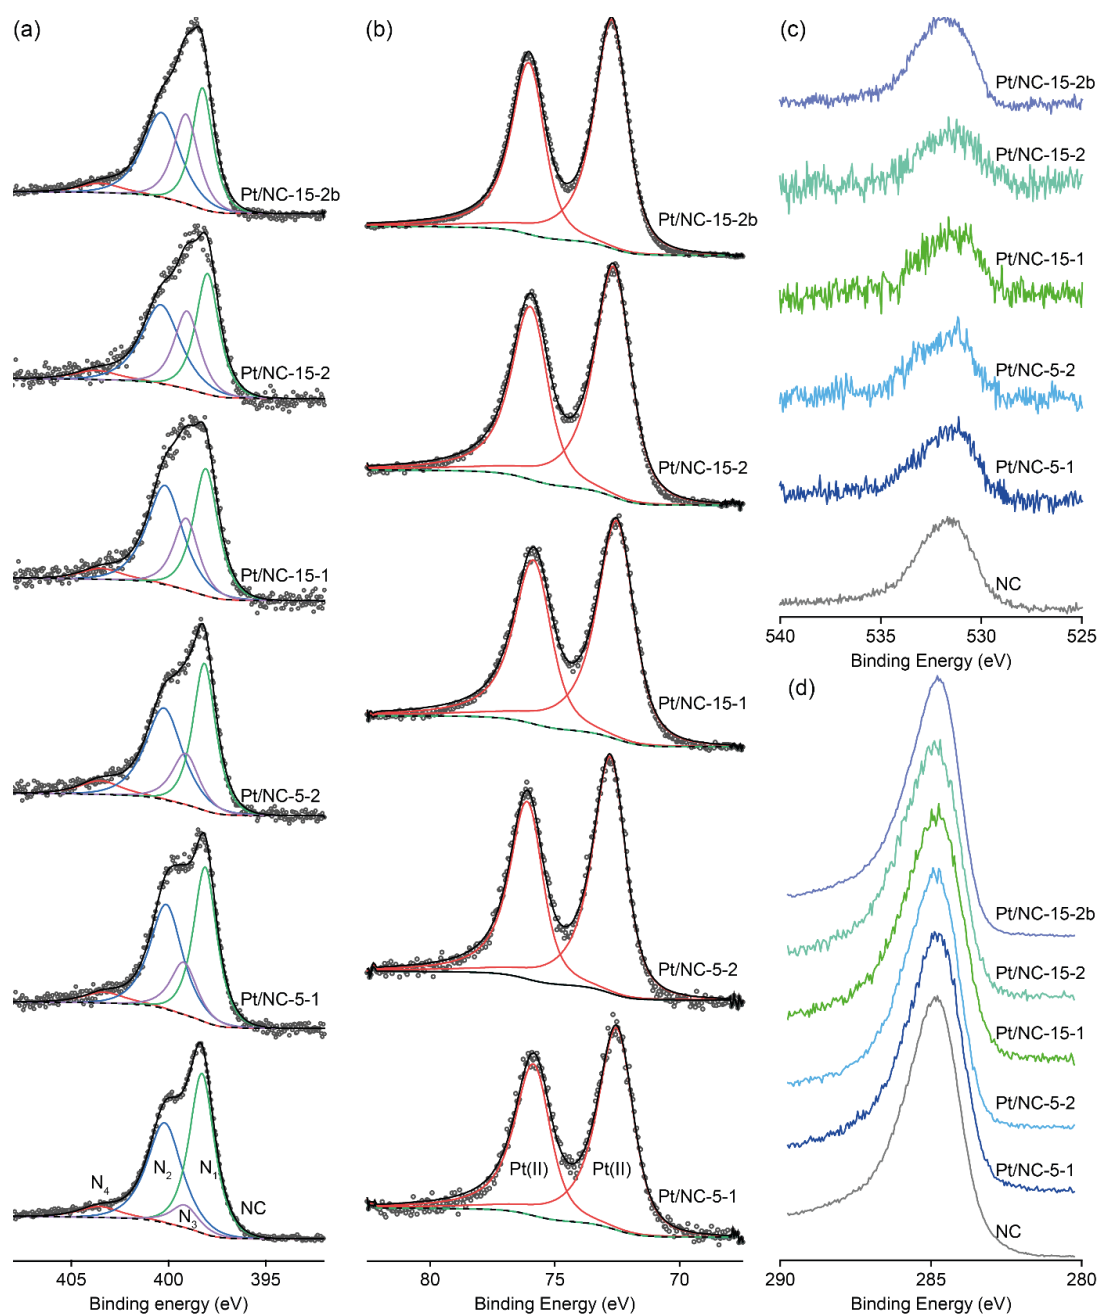 (a)
Pt/NC-15-2b
Pt/NC-15-2
Pt/NC-15-1
Pt/NC-5-2
Pt/NC-5-1
N₄
N₂
N₁
N₃
NC
405
400
395
Binding energy (eV)
(b)
Pt/NC-15-2b
Pt/NC-15-2
Pt/NC-15-1
Pt/NC-5-2
Pt(II)
Pt(II)
Pt/NC-5-1
80
75
70
Binding Energy (eV)
(c)
Pt/NC-15-2b
Pt/NC-15-2
Pt/NC-15-1
Pt/NC-5-2
Pt/NC-5-1
NC
540
535
530
525
Binding Energy (eV)
(d)
Pt/NC-15-2b
Pt/NC-15-2
Pt/NC-15-1
Pt/NC-5-2
Pt/NC-5-1
NC
290
285
280
Binding Energy (eV)